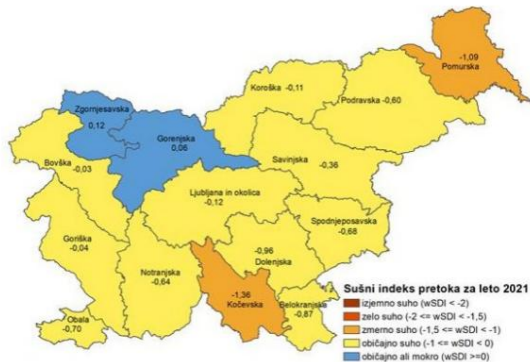 -1,09
Pomurska
Koroška -0,11
Podravska -0,60
Zgornjesavska
0,12
Gorenjska
0,06
Bovška
-0,03
Savinjska
-0,36
Ljubljana in okolica
-0,12
Spodnjeposavska
-0,68
Goriška
-0,04
Notranjska
-0,64
-0,96
Dolenjska
-1,36
Kočevska
Belokranjska
-0,87
Obala
-0,70
Sušni indeks pretoka za leto 2021
izjemno suho (wSDI < -2)
zelo suho (-2 <= wSDI < -1,5)
zmerno suho (-1,5 <= wSDI < -1)
običajno suho (-1 <= wSDI < 0)
običajno ali mokro (wSDI >=0)